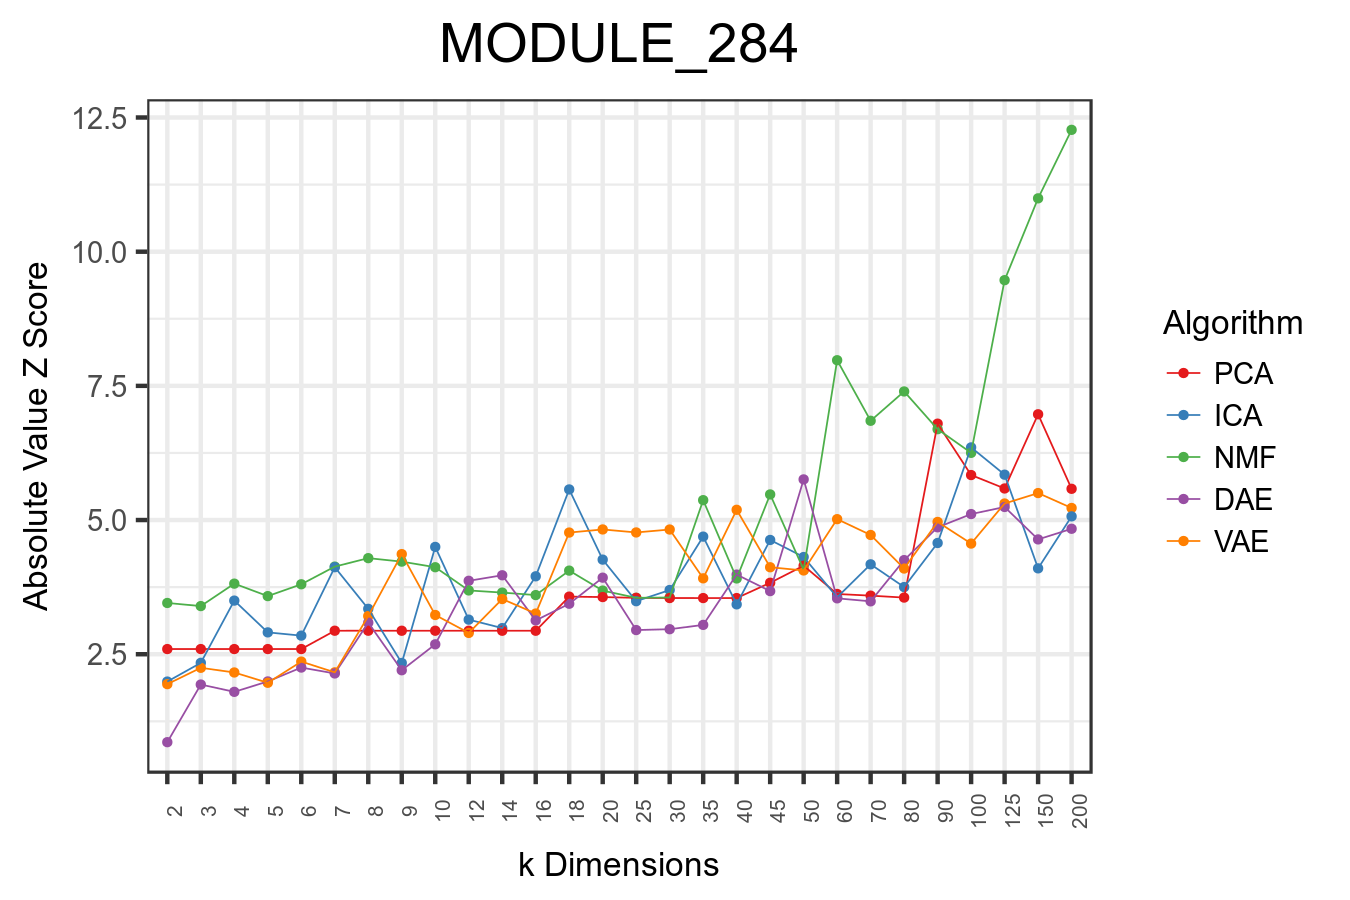 MODULE_284
12.5
10.0
7.5
5.0
2.5
Absolute Value Z Score
2 3 4 5 6 7 8 9 10 12 14 16 18 20 25 30 35 40 45 50 60 70 80 90 100 125 150 200
k Dimensions
Algorithm
PCA
ICA
NMF
DAE
VAE